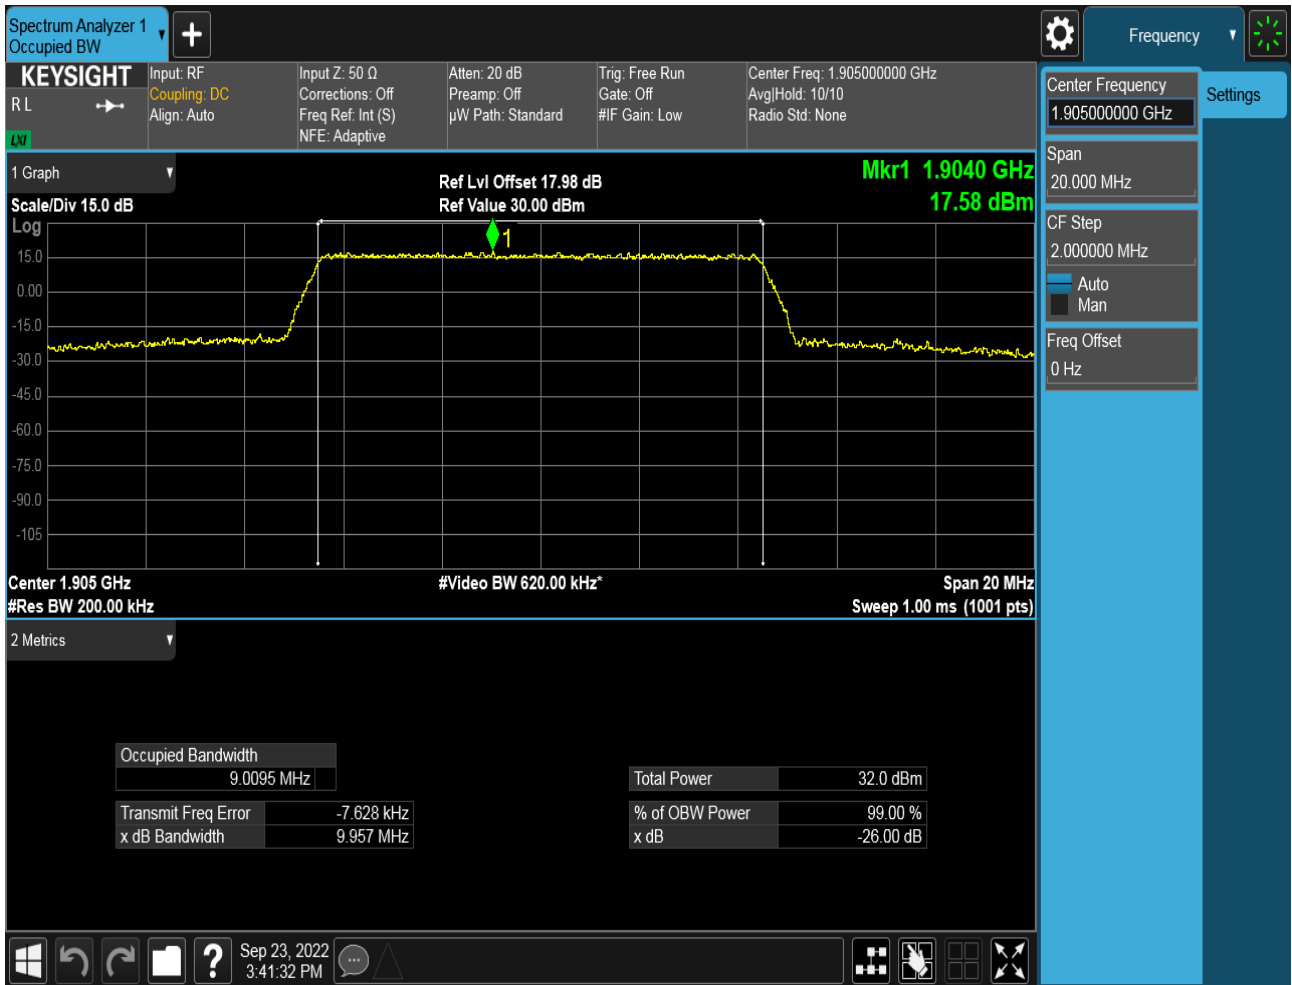 Spectrum Analyzer 1
Occupied BW
Frequency
KEYSIGHT
R L
LXI
Input: RF
Coupling: DC
Align: Auto
Input Z: 50 Ω
Corrections: Off
Freq Ref: Int (S)
NFE: Adaptive
Atten: 20 dB
Preamp: Off
µW Path: Standard
Trig: Free Run
Gate: Off
#IF Gain: Low
Center Freq: 1.905000000 GHz
Avg|Hold: 10/10
Radio Std: None
Center Frequency
1.905000000 GHz
Settings
Span
20.000 MHz
CF Step
2.000000 MHz
Auto
Man
Freq Offset
0 Hz
1 Graph
Scale/Div 15.0 dB
Log
Ref Lvl Offset 17.98 dB
Ref Value 30.00 dBm
Mkr1 1.9040 GHz
17.58 dBm
1
15.0
0.00
-15.0
-30.0
-45.0
-60.0
-75.0
-90.0
-105
Center 1.905 GHz
#Res BW 200.00 kHz
#Video BW 620.00 kHz*
Span 20 MHz
Sweep 1.00 ms (1001 pts)
2 Metrics
Occupied Bandwidth
9.0095 MHz
Transmit Freq Error -7.628 kHz
x dB Bandwidth 9.957 MHz
Total Power 32.0 dBm
% of OBW Power 99.00 %
x dB -26.00 dB
?
Sep 23, 2022
3:41:32 PM